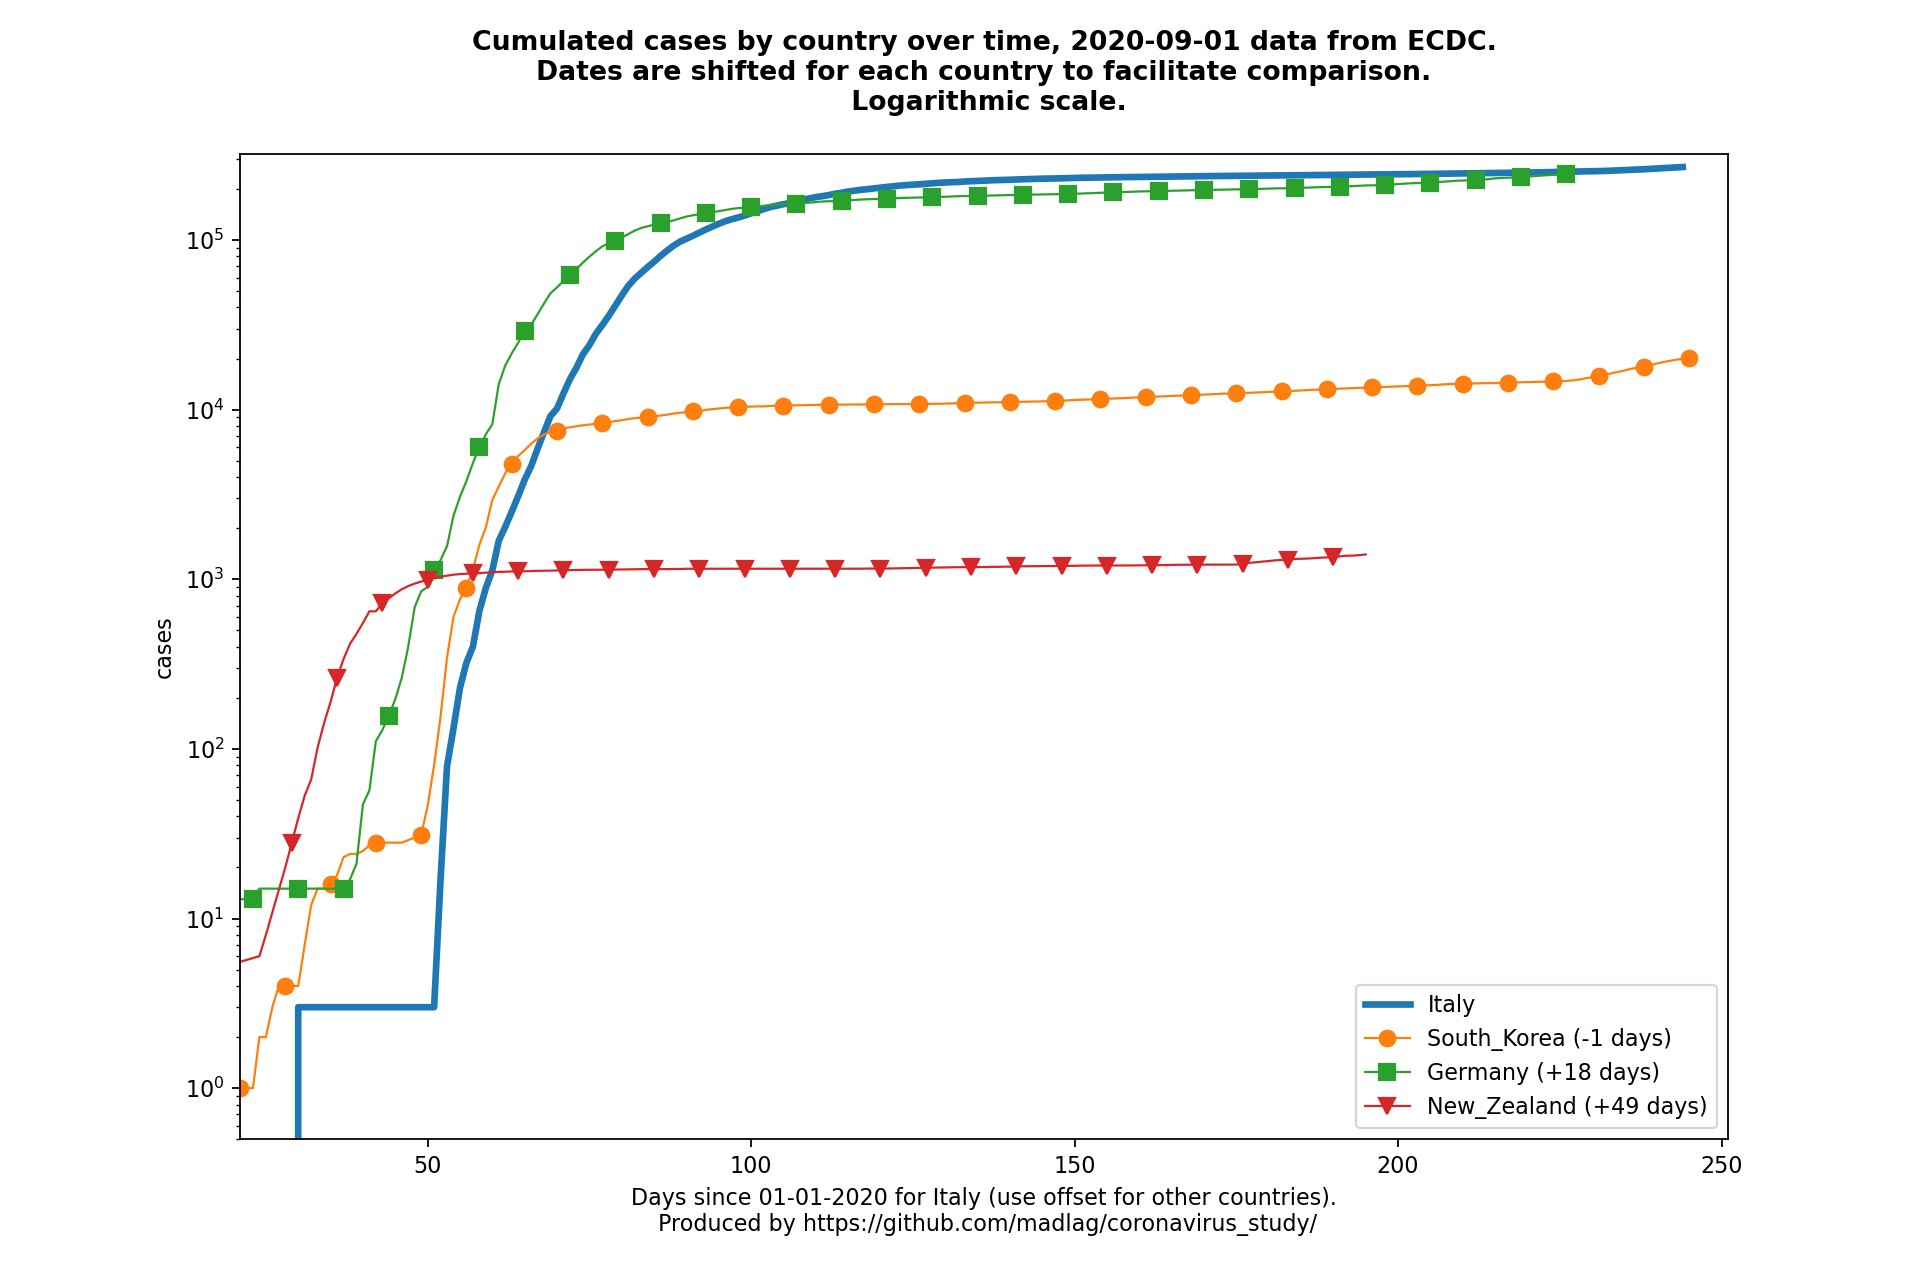 Cumulated cases by country over time, 2020-09-01 data from ECDC.
Dates are shifted for each country to facilitate comparison.
Logarithmic scale.
cases
10^5
10^4
10^3
10^2
10^1
10^0
50
100
150
200
250
Italy
South_Korea (-1 days)
Germany (+18 days)
New_Zealand (+49 days)
Days since 01-01-2020 for Italy (use offset for other countries).
Produced by https://github.com/madlag/coronavirus_study/